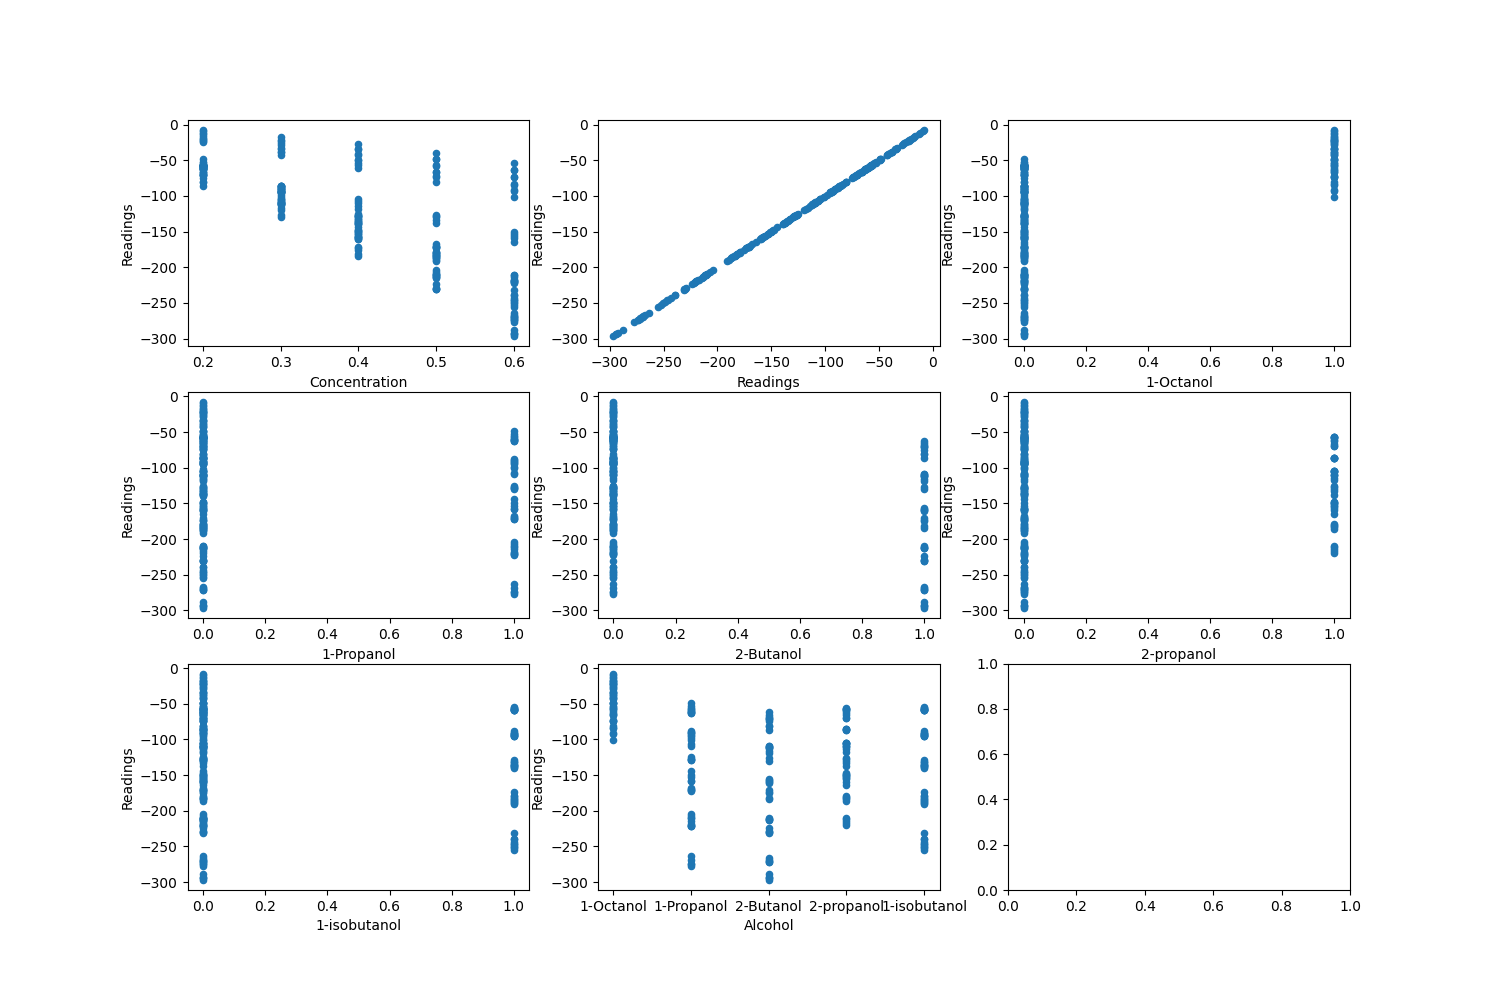 0
−50
−100
−150
−200
−250
−300
Readings
0.2 0.3 0.4 0.5 0.6
Concentration
0
−50
−100
−150
−200
−250
−300
Readings
−300 −250 −200 −150 −100 −50 0
Readings
0
−50
−100
−150
−200
−250
−300
Readings
0.0 0.2 0.4 0.6 0.8 1.0
1-Octanol
0
−50
−100
−150
−200
−250
−300
Readings
0.0 0.2 0.4 0.6 0.8 1.0
1-Propanol
0
−50
−100
−150
−200
−250
−300
Readings
0.0 0.2 0.4 0.6 0.8 1.0
2-Butanol
0
−50
−100
−150
−200
−250
−300
Readings
0.0 0.2 0.4 0.6 0.8 1.0
2-propanol
0
−50
−100
−150
−200
−250
−300
Readings
0.0 0.2 0.4 0.6 0.8 1.0
1-isobutanol
0
−50
−100
−150
−200
−250
−300
Readings
1-Octanol 1-Propanol 2-Butanol 2-propanol 1-isobutanol
Alcohol
1.0
0.8
0.6
0.4
0.2
0.0
0.0 0.2 0.4 0.6 0.8 1.0